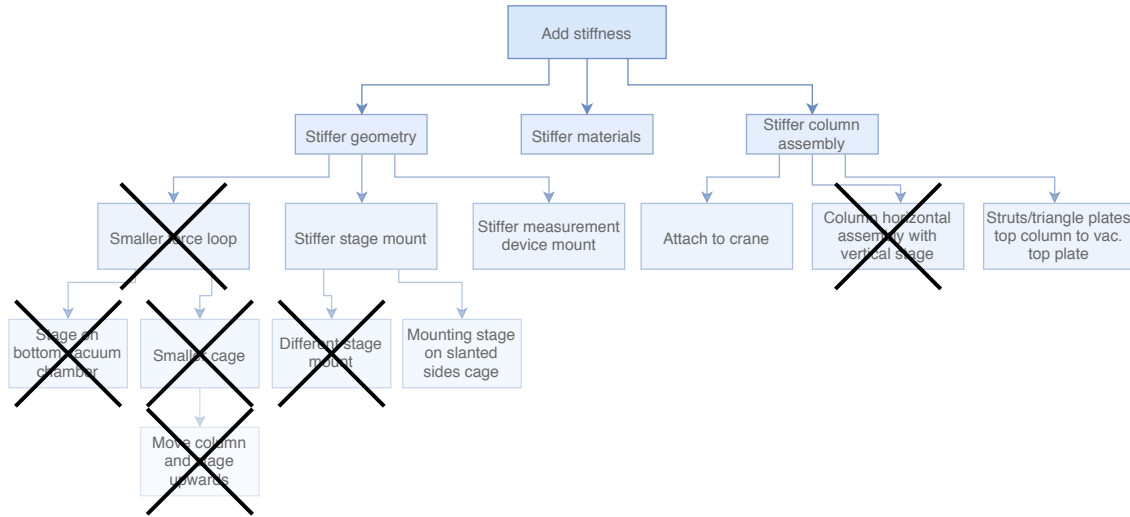 Add stiffness
Stiffer geometry
Stiffer materials
Stiffer column
assembly
Smaller force loop
Stiffer stage mount
Stiffer measurement
device mount
Attach to crane
Column horizontal
assembly with
vertical stage
Struts/triangle plates
top column to vac.
top plate
Stage on
bottom vacuum
chamber
Smaller cage
Different stage
mount
Mounting stage
on slanted
sides cage
Move column
and stage
upwards